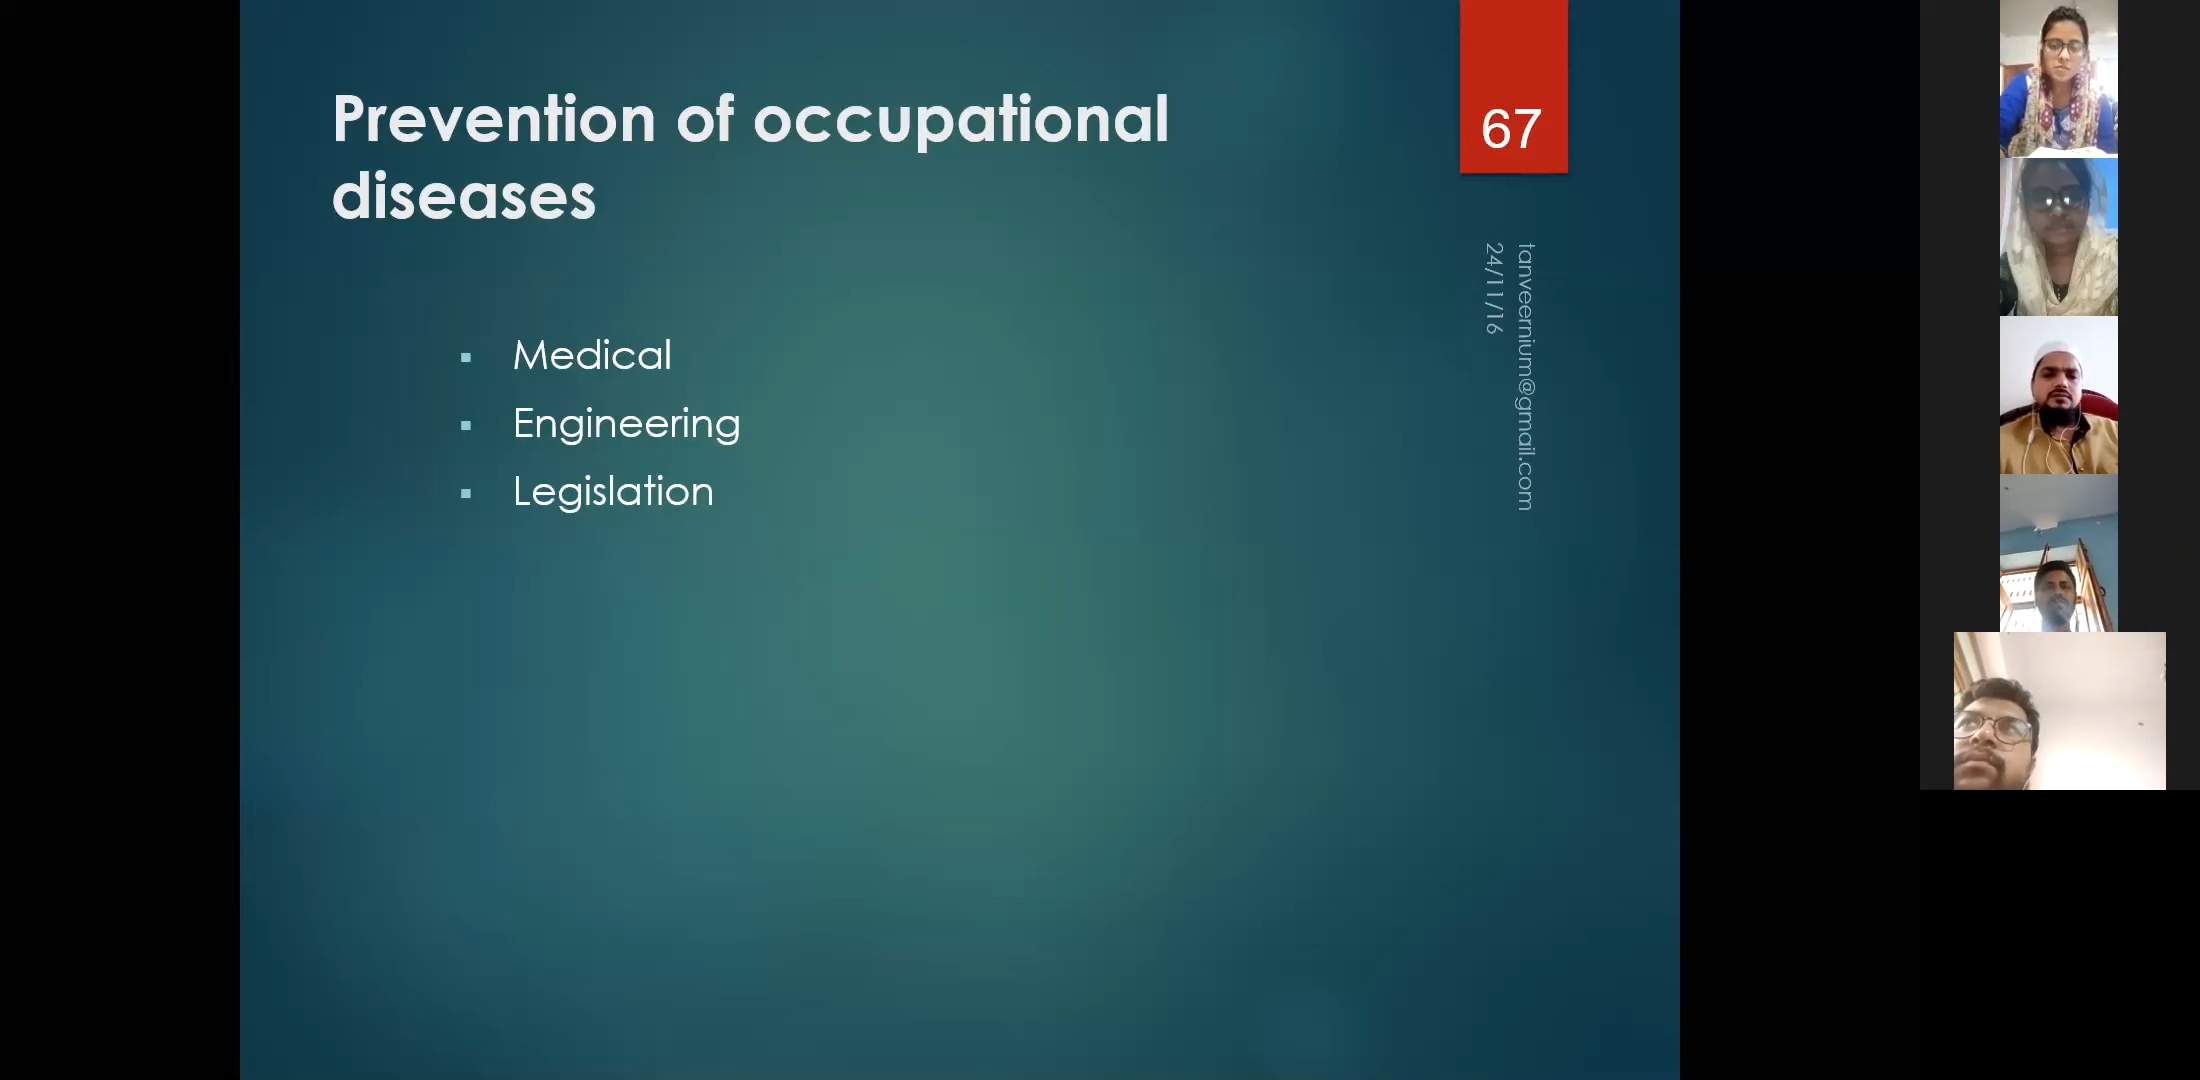 Prevention of occupational
diseases
67
Medical
Engineering
Legislation
tanveernium@gmail.com
24/11/16